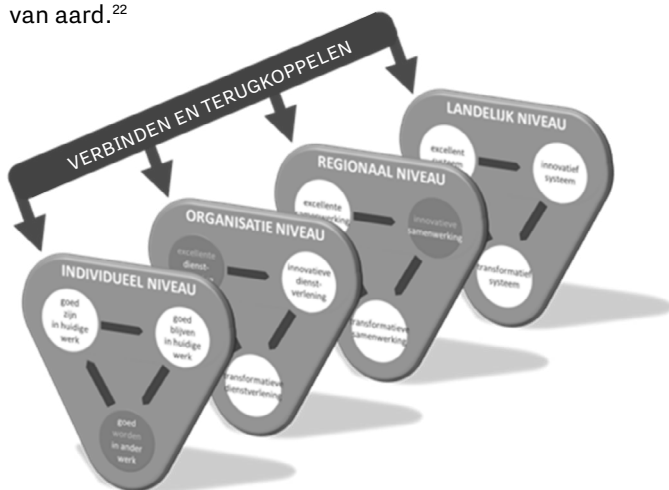 van aard.²²
VERBINDEN EN TERUGKOPPELEN
LANDELIJK NIVEAU
excellent
systeem
innovatief
systeem
transformatief
systeem
REGIONAAL NIVEAU
excellente
samenwerking
innovatieve
samenwerking
transformatieve
samenwerking
ORGANISATIE NIVEAU
excellente
dienst-
innovatieve
dienst-
verlening
transformatieve
dienstverlening
INDIVIDUEEL NIVEAU
goed
zijn
in huidige
werk
goed
blijven
in huidige
werk
goed
worden
in ander
werk